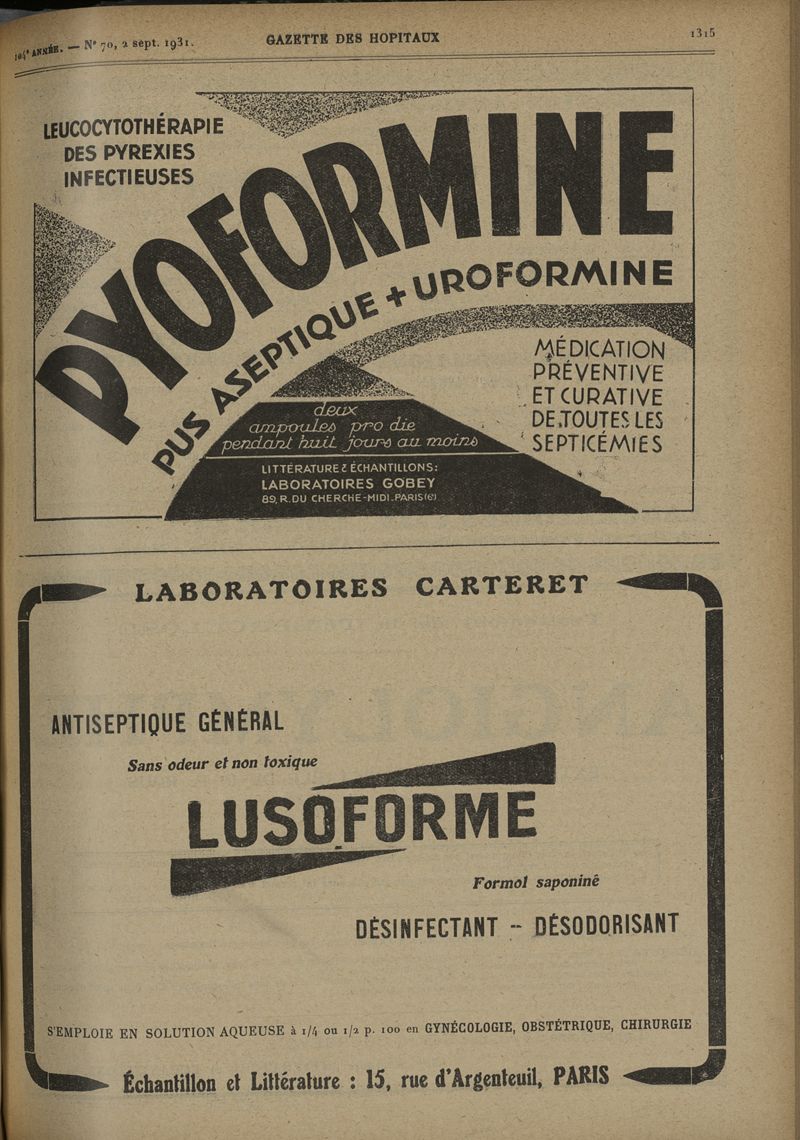 104e ANNÉE. — N° 70, 2 sept. 1931. GAZETTE DES HOPITAUX 1315
LEUCOCYTOTHÉRAPIE
DES PYREXIES
INFECTIEUSES
PYOFORMINE
PUS ASEPTIQUE + UROFORMINE
MÉDICATION
PRÉVENTIVE
ET CURATIVE
DE TOUTES LES
SEPTICÉMIES
deux
ampoules pro die
pendant huit jours au moins
LITTÉRATURE & ÉCHANTILLONS:
LABORATOIRES GOBEY
89, R. DU CHERCHE-MIDI_PARIS(6e)
LABORATOIRES CARTERET
ANTISEPTIQUE GÉNÉRAL
Sans odeur et non toxique
LUSOFORME
Formol saponiné
DÉSINFECTANT - DÉSODORISANT
S'EMPLOIE EN SOLUTION AQUEUSE à 1/4 ou 1/2 p. 100 en GYNÉCOLOGIE, OBSTÉTRIQUE, CHIRURGIE
Échantillon et Littérature : 15, rue d'Argenteuil, PARIS